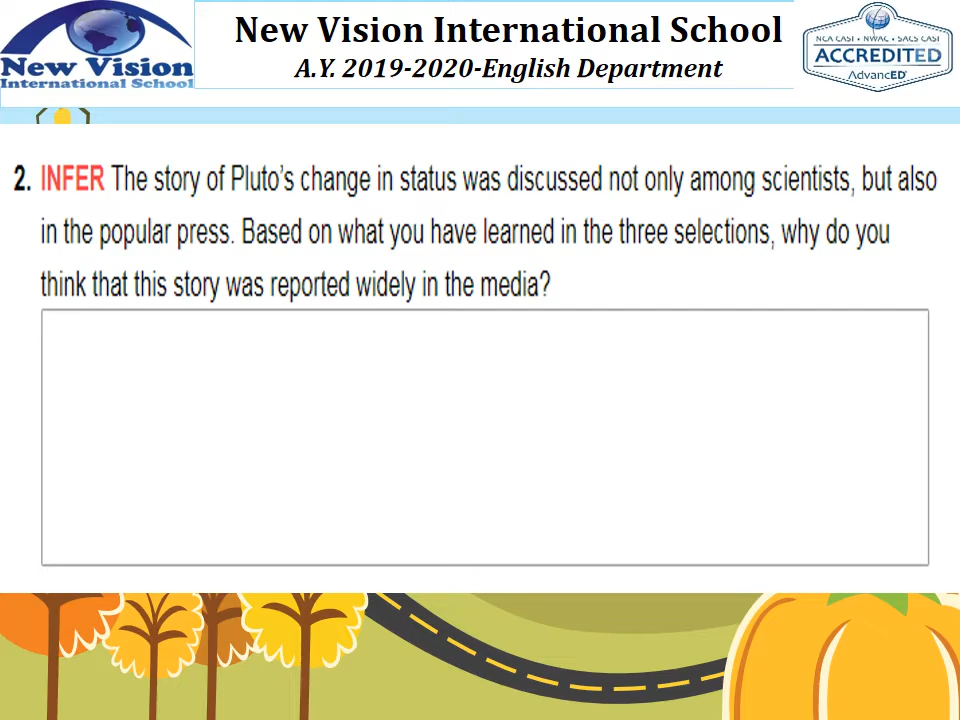 New Vision
International School
New Vision International School
A.Y. 2019-2020-English Department
NCA CASI • NWAC • SACS CASI
ACCREDITED
AdvancED
2. INFER The story of Pluto's change in status was discussed not only among scientists, but also
in the popular press. Based on what you have learned in the three selections, why do you
think that this story was reported widely in the media?